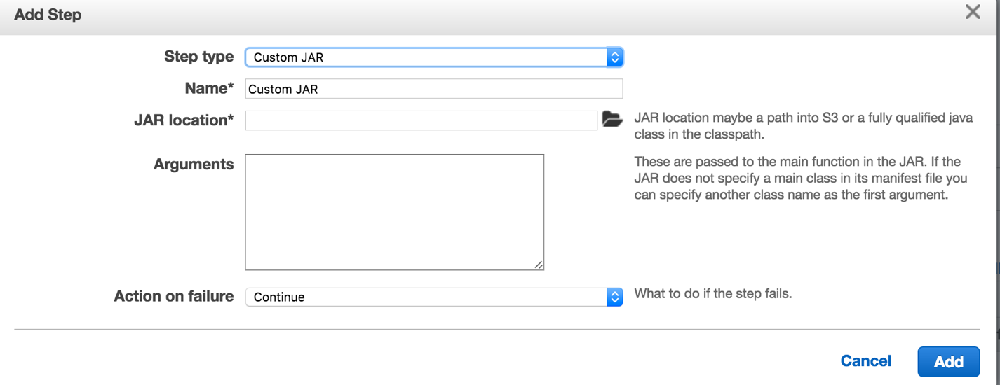 Add Step
Step type
Custom JAR
Name*
Custom JAR
JAR location*
JAR location maybe a path into S3 or a fully qualified java
class in the classpath.
Arguments
These are passed to the main function in the JAR. If the
JAR does not specify a main class in its manifest file you
can specify another class name as the first argument.
Action on failure
Continue
What to do if the step fails.
Cancel
Add